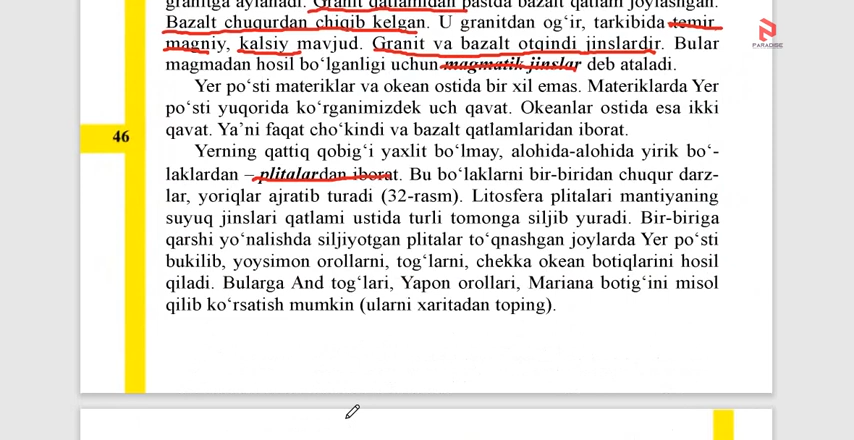 granitga aylanadi. Granit qatlamidan pastda bazalt qatlam joylashgan.
Bazalt chuqurdan chiqib kelgan. U granitdan og‘ir, tarkibida temir
magniy, kalsiy mavjud. Granit va bazalt otqindi jinslardir. Bular
magmadan hosil bo‘lganligi uchun magmatik jinslar deb ataladi.
Yer po‘sti materiklar va okean ostida bir xil emas. Materiklarda Yer
po‘sti yuqorida ko‘rganimizdek uch qavat. Okeanlar ostida esa ikki
qavat. Ya’ni faqat cho‘kindi va bazalt qatlamlaridan iborat.
Yerning qattiq qobig‘i yaxlit bo‘lmay, alohida-alohida yirik bo‘-
laklardan – plitalardan iborat. Bu bo‘laklarni bir-biridan chuqur darz-
lar, yoriqlar ajratib turadi (32-rasm). Litosfera plitalari mantiyaning
suyuq jinslari qatlami ustida turli tomonga siljib yuradi. Bir-biriga
qarshi yo‘nalishda siljiyotgan plitalar to‘qnashgan joylarda Yer po‘sti
bukilib, yoysimon orollarni, tog‘larni, chekka okean botiqlarini hosil
qiladi. Bularga And tog‘lari, Yapon orollari, Mariana botig‘ini misol
qilib ko‘rsatish mumkin (ularni xaritadan toping).
46
PARADISE